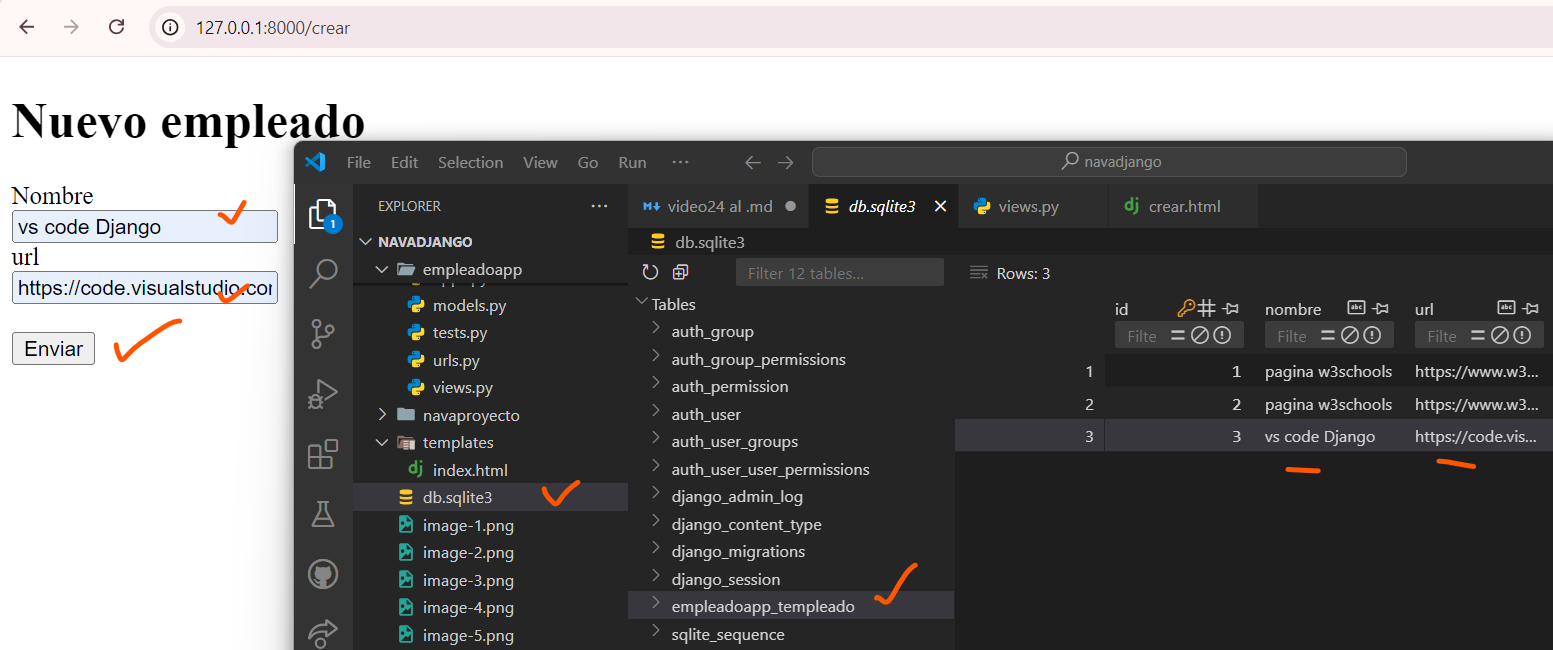 127.0.0.1:8000/crear
Nuevo empleado
Nombre
vs code Django
url
https://code.visualstudio.cor
Enviar
File Edit Selection View Go Run ··· navadjango
EXPLORER ···
1
NAVADJANGO
empleadoapp
models.py
tests.py
urls.py
views.py
navaproyecto
templates
index.html
db.sqlite3
image-1.png
image-2.png
image-3.png
image-4.png
image-5.png
video24 al .md db.sqlite3 views.py crear.html
db.sqlite3
Filter 12 tables...
Rows: 3
Tables
auth_group
auth_group_permissions
auth_permission
auth_user
auth_user_groups
auth_user_user_permissions
django_admin_log
django_content_type
django_migrations
django_session
empleadoapp_templeado
sqlite_sequence
id nombre abc url abc
Filte Filte Filte
1 1 pagina w3schools https://www.w3...
2 2 pagina w3schools https://www.w3...
3 3 vs code Django https://code.vis...